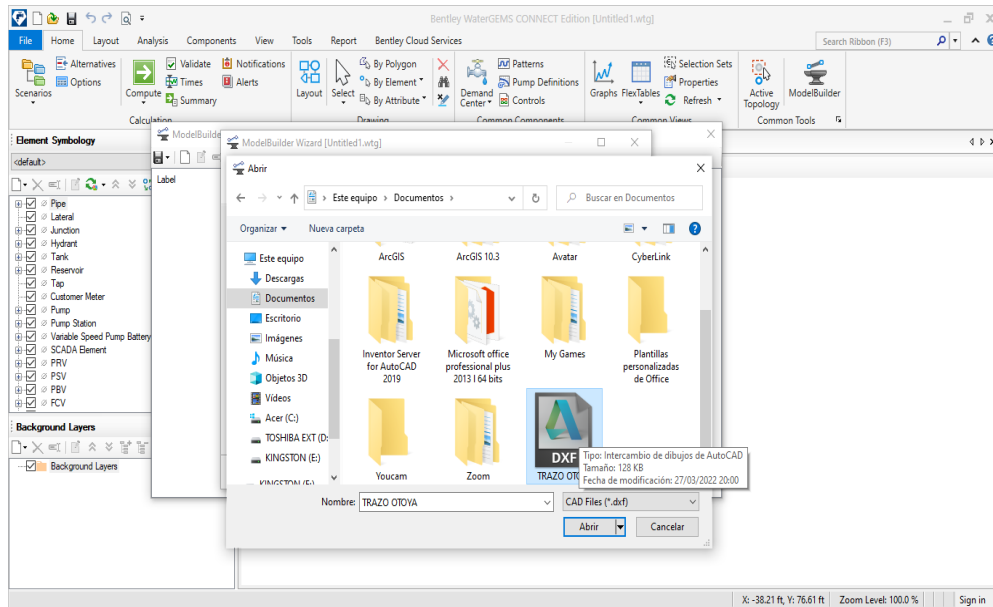 Bentley WaterGEMS CONNECT Edition [Untitled1.wtg]
File Home Layout Analysis Components View Tools Report Bentley Cloud Services Search Ribbon (F3)
Scenarios
Alternatives
Options
Compute
Validate
Times
Summary
Notifications
Alerts
Calculation
Layout
Select
By Polygon
By Element
By Attribute
Drawing
Demand Center
Patterns
Pump Definitions
Controls
Common Components
Graphs
FlexTables
Selection Sets
Properties
Refresh
Common Views
Active Topology
ModelBuilder
Common Tools
Element Symbology
<default>
Pipe
Lateral
Junction
Hydrant
Tank
Reservoir
Tap
Customer Meter
Pump
Pump Station
Variable Speed Pump Battery
SCADA Element
PRV
PSV
PBV
FCV
Background Layers
Background Layers
ModelBuilder
Label
ModelBuilder Wizard [Untitled1.wtg]
Abrir
Este equipo > Documentos >
Buscar en Documentos
Organizar
Nueva carpeta
Este equipo
Descargas
Documentos
Escritorio
Imágenes
Música
Objetos 3D
Vídeos
Acer (C:)
TOSHIBA EXT (D:
KINGSTON (E:)
KINGSTON (E:)
ArcGIS
ArcGIS 10.3
Avatar
CyberLink
Inventor Server
for AutoCAD
2019
Microsoft office
professional plus
2013 I 64 bits
My Games
Plantillas
personalizadas
de Office
Youcam
Zoom
DXF
TRAZO OTO
Tipo: Intercambio de dibujos de AutoCAD
Tamaño: 128 KB
Fecha de modificación: 27/03/2022 20:00
Nombre: TRAZO OTOYA
CAD Files (*.dxf)
Abrir
Cancelar
X: -38.21 ft, Y: 76.61 ft Zoom Level: 100.0 % Sign in